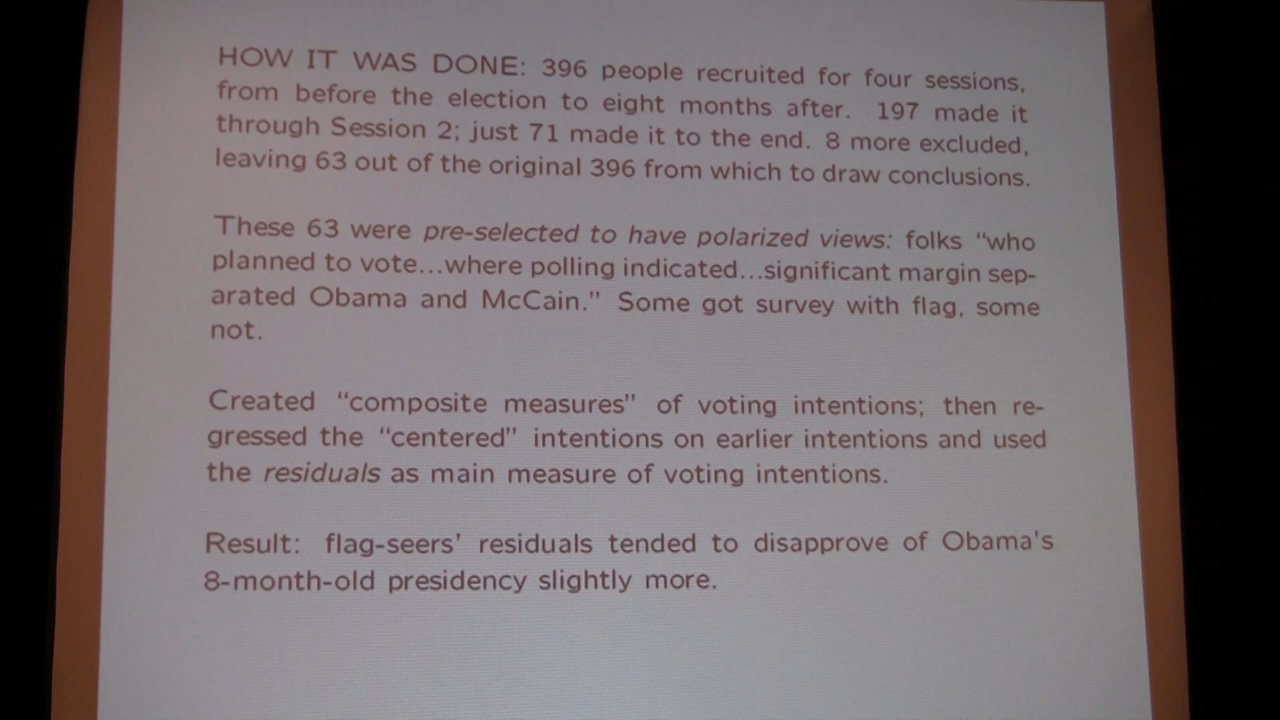 HOW IT WAS DONE: 396 people recruited for four sessions,
from before the election to eight months after. 197 made it
through Session 2; just 71 made it to the end. 8 more excluded,
leaving 63 out of the original 396 from which to draw conclusions.
These 63 were pre-selected to have polarized views: folks “who
planned to vote...where polling indicated...significant margin sep-
arated Obama and McCain.” Some got survey with flag, some
not.
Created “composite measures” of voting intentions; then re-
gressed the “centered” intentions on earlier intentions and used
the residuals as main measure of voting intentions.
Result: flag-seers’ residuals tended to disapprove of Obama’s
8-month-old presidency slightly more.